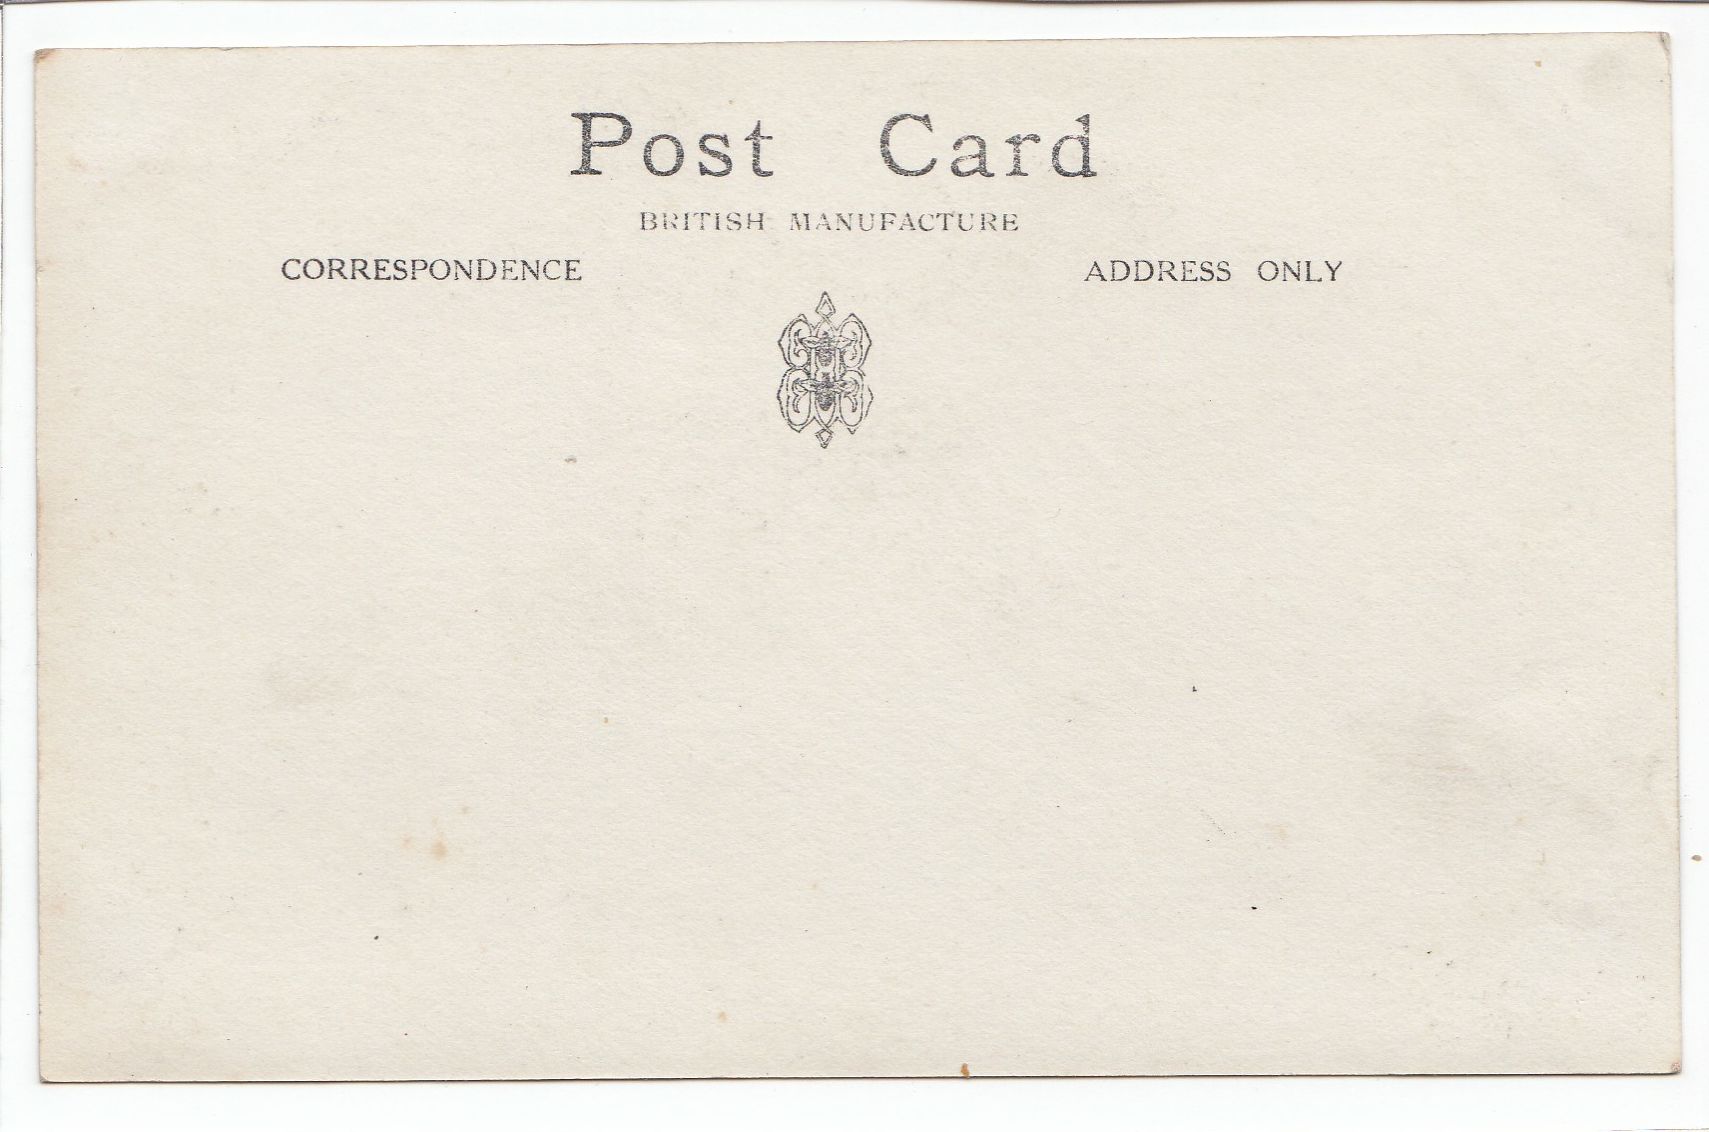 Post Card
BRITISH MANUFACTURE
CORRESPONDENCE
ADDRESS ONLY